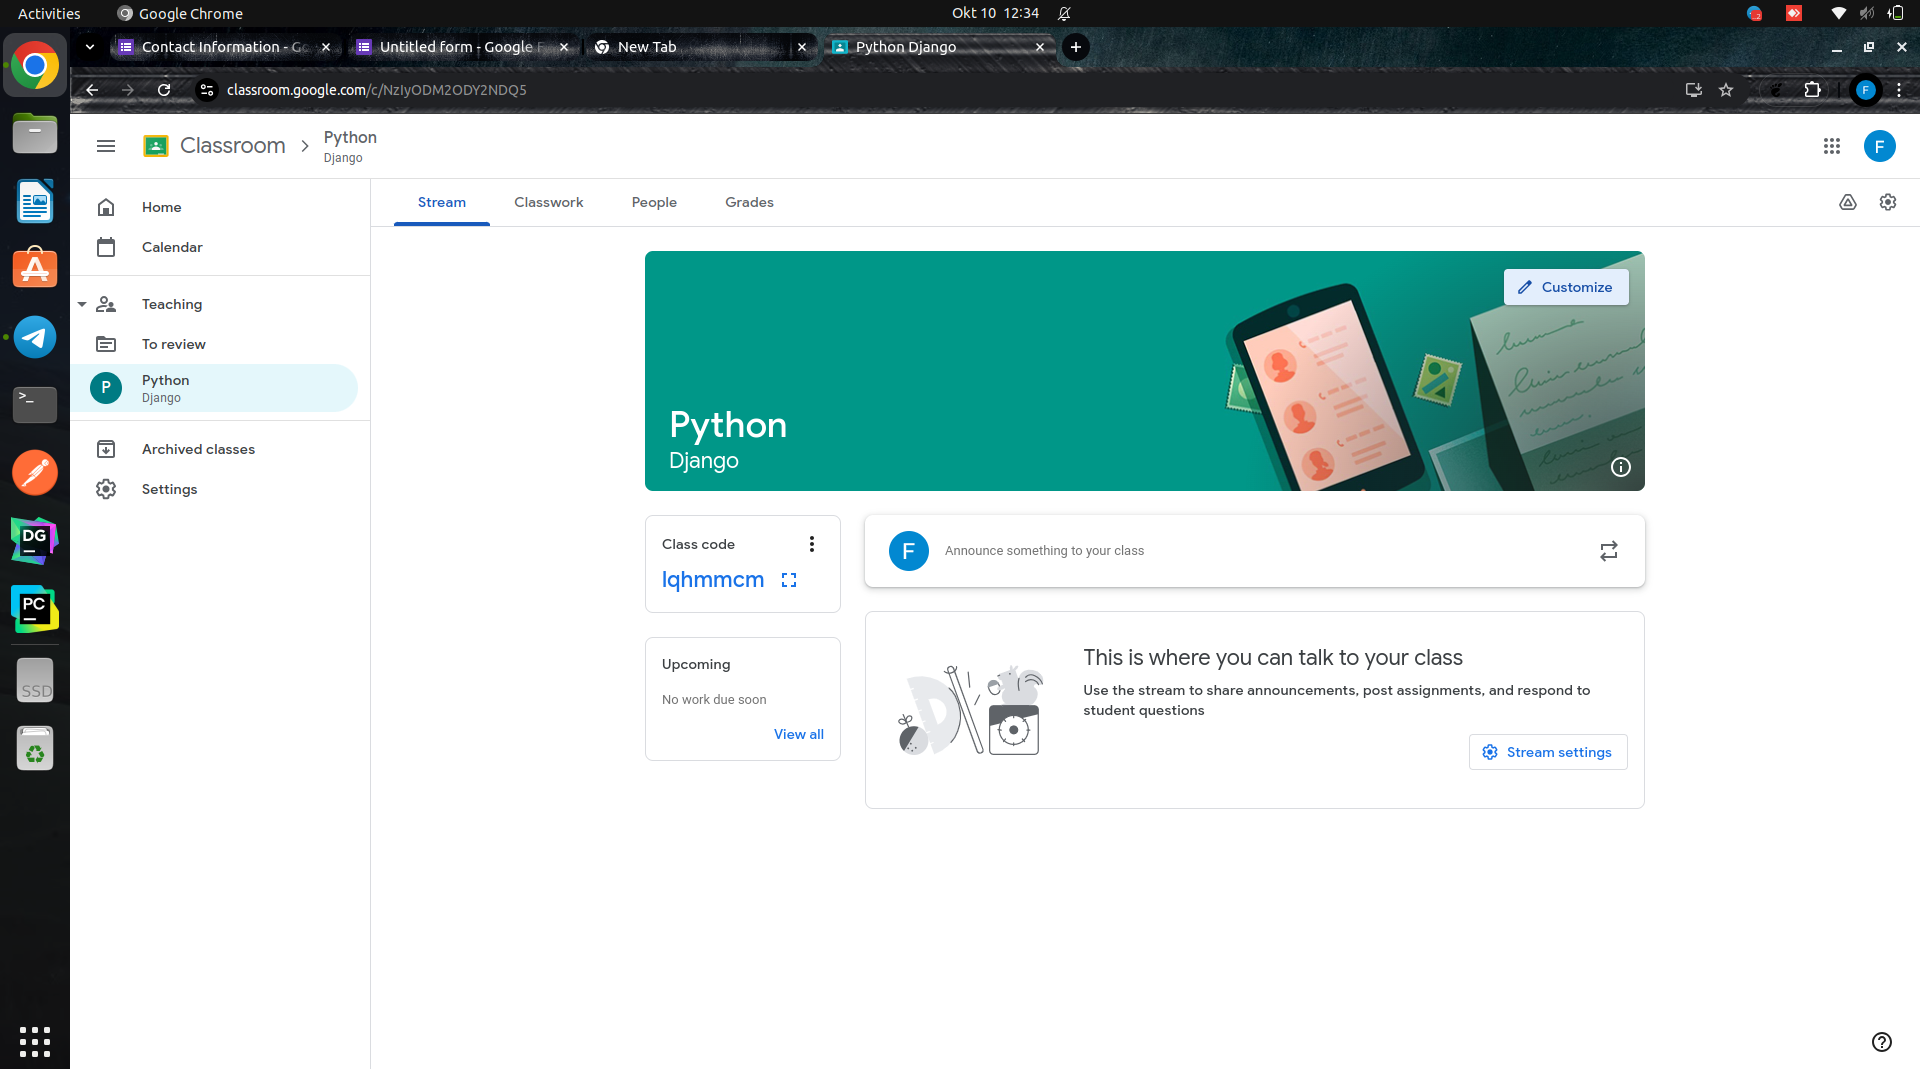 Activities
Google Chrome
Okt 10 12:34
Contact Information - Go
Untitled form - Google F
New Tab
Python Django
classroom.google.com/c/NzIyODM2ODY2NDQ5
F
Classroom
Python
Django
F
Home
Calendar
Teaching
To review
P
Python
Django
Archived classes
Settings
Stream
Classwork
People
Grades
Customize
Python
Django
Class code
lqhmmcm
F
Announce something to your class
Upcoming
No work due soon
View all
This is where you can talk to your class
Use the stream to share announcements, post assignments, and respond to
student questions
Stream settings
>_
DG
PC
SSD